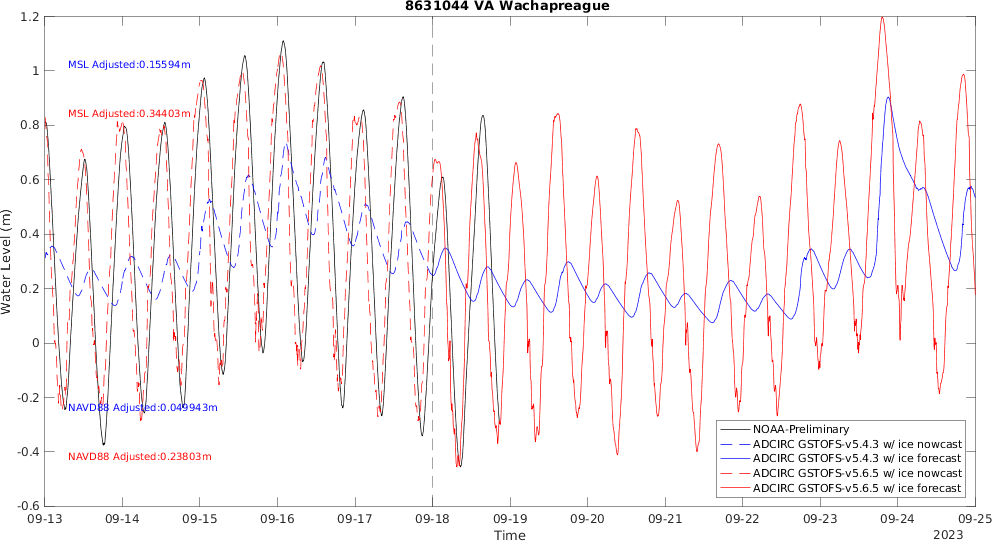 8631044 VA Wachapreague
Water Level (m)
1.2
1
0.8
0.6
0.4
0.2
0
-0.2
-0.4
-0.6
MSL Adjusted:0.15594m
MSL Adjusted:0.34403m
NAVD88 Adjusted:0.049943m
NAVD88 Adjusted:0.23803m
NOAA-Preliminary
ADCIRC GSTOFS-v5.4.3 w/ ice nowcast
ADCIRC GSTOFS-v5.4.3 w/ ice forecast
ADCIRC GSTOFS-v5.6.5 w/ ice nowcast
ADCIRC GSTOFS-v5.6.5 w/ ice forecast
09-13 09-14 09-15 09-16 09-17 09-18 09-19 09-20 09-21 09-22 09-23 09-24 09-25
Time
2023